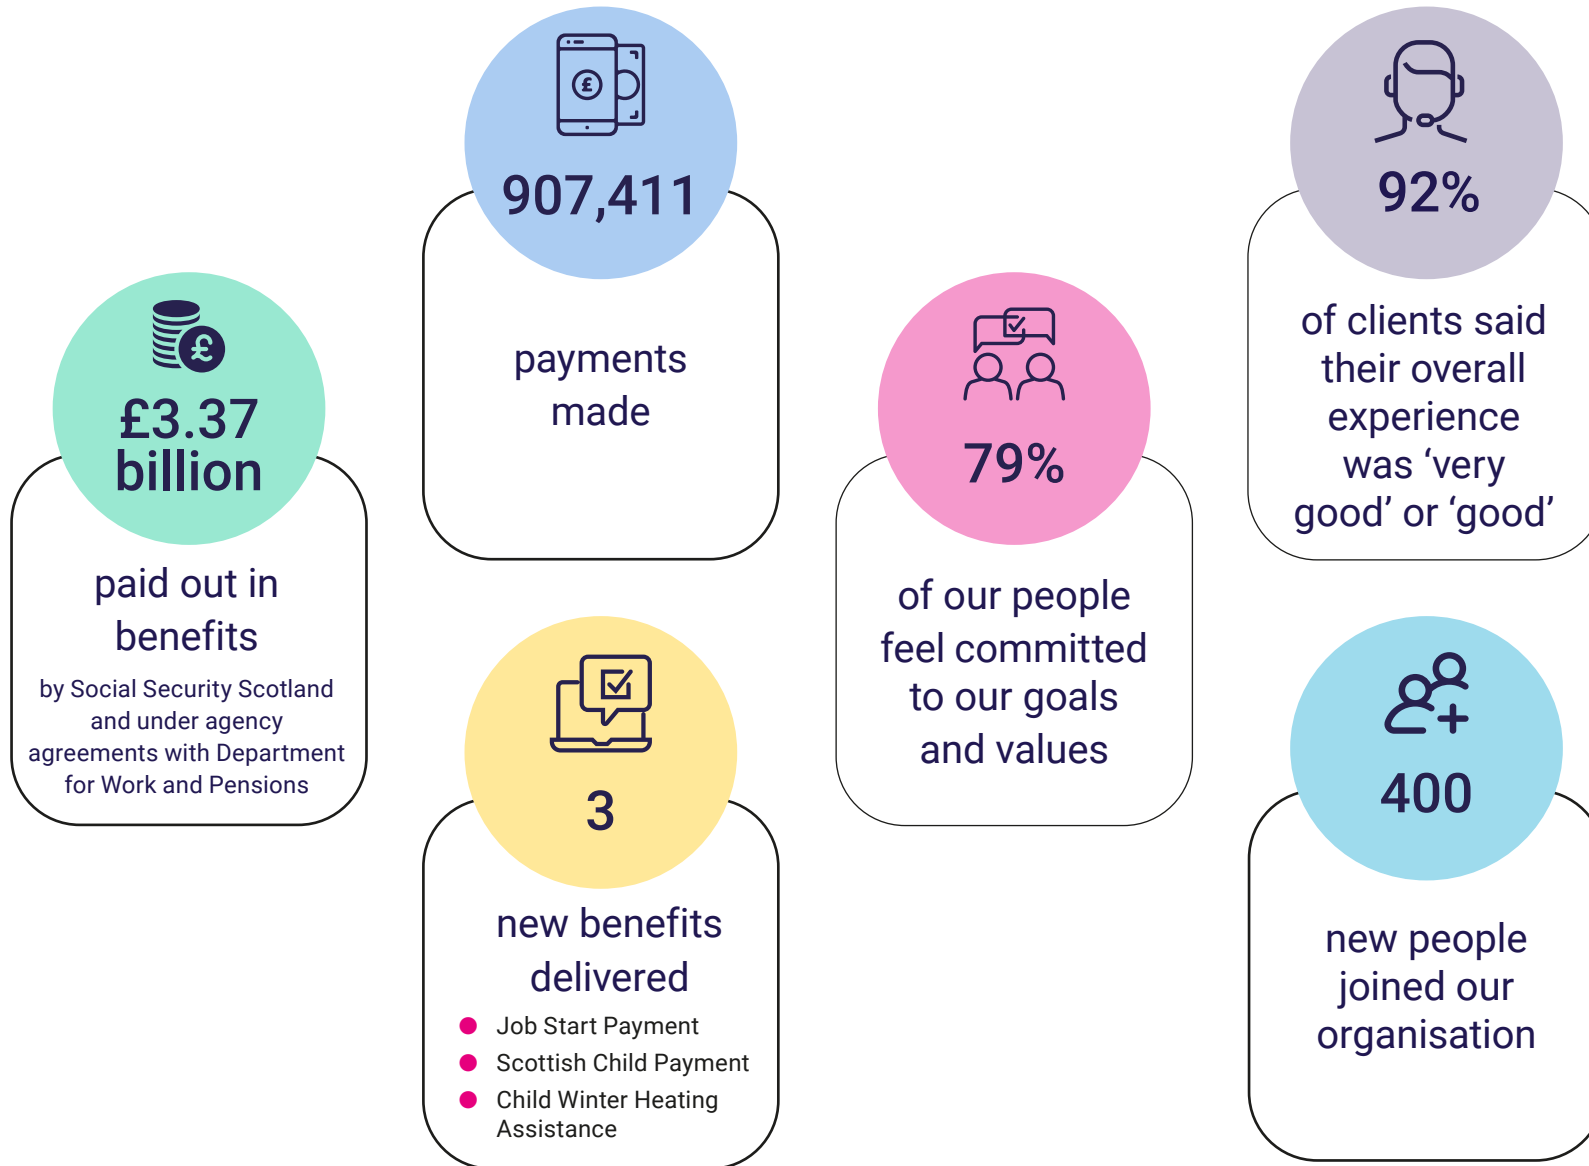 £3.37
billion
paid out in
benefits
by Social Security Scotland
and under agency
agreements with Department
for Work and Pensions
907,411
payments
made
3
new benefits
delivered
Job Start Payment
Scottish Child Payment
Child Winter Heating
Assistance
79%
of our people
feel committed
to our goals
and values
92%
of clients said
their overall
experience
was ‘very
good’ or ‘good’
400
new people
joined our
organisation